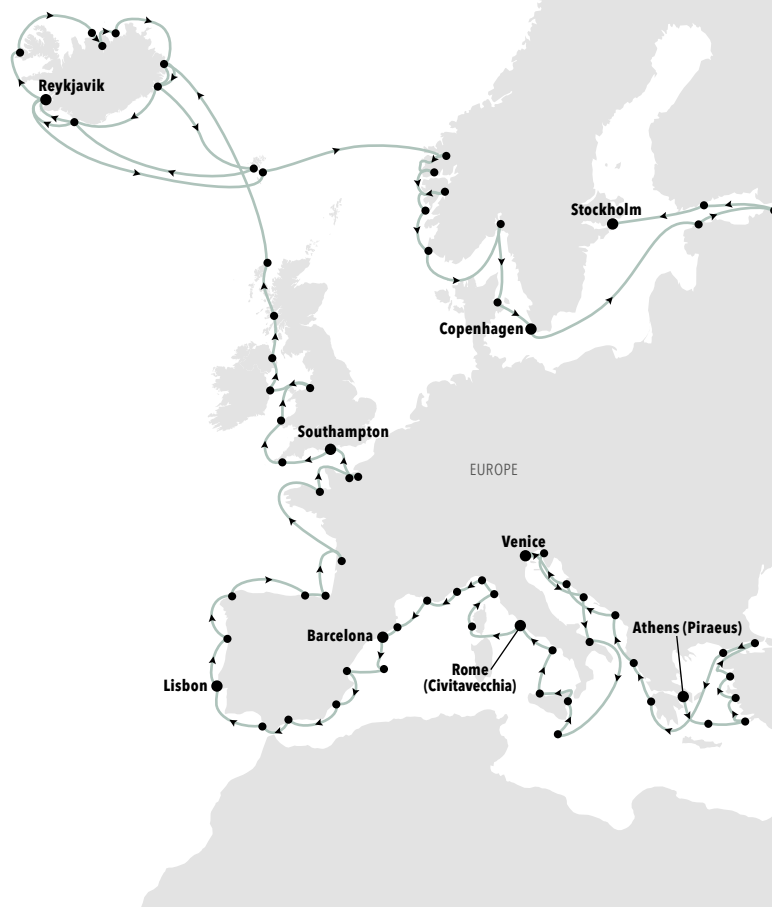 Reykjavik
Stockholm
Copenhagen
Southampton
EUROPE
Venice
Athens (Piraeus)
Barcelona
Rome
(Civitavecchia)
Lisbon